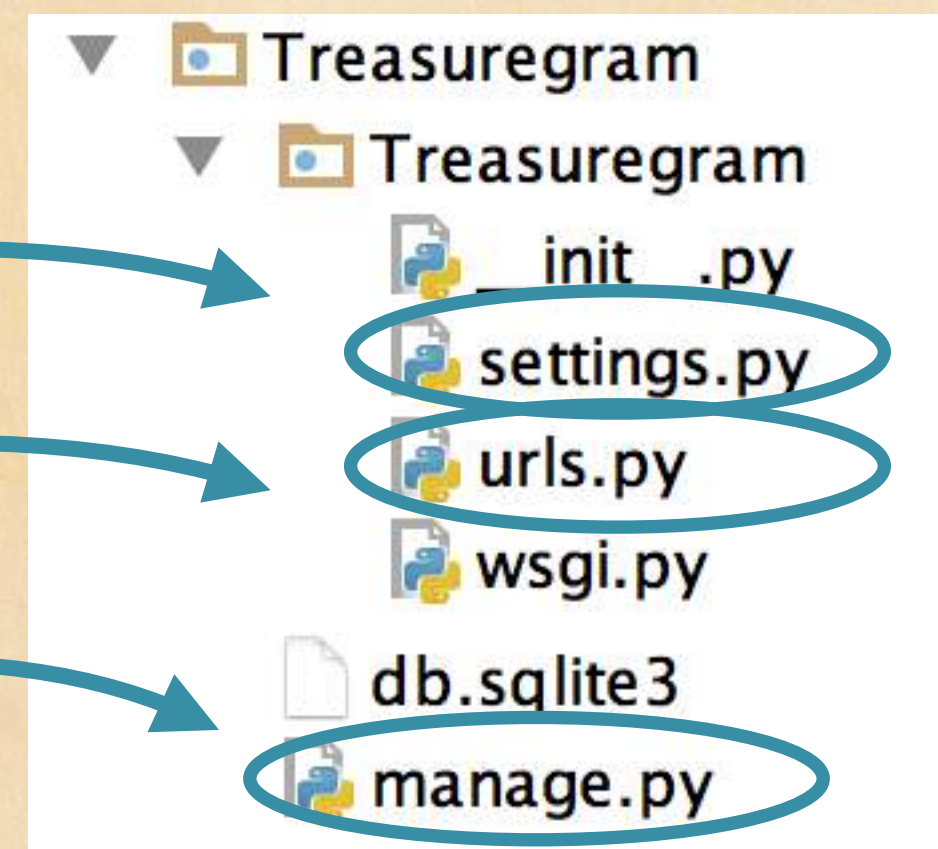 Treasuregram
Treasuregram
__init__.py
settings.py
urls.py
wsgi.py
db.sqlite3
manage.py